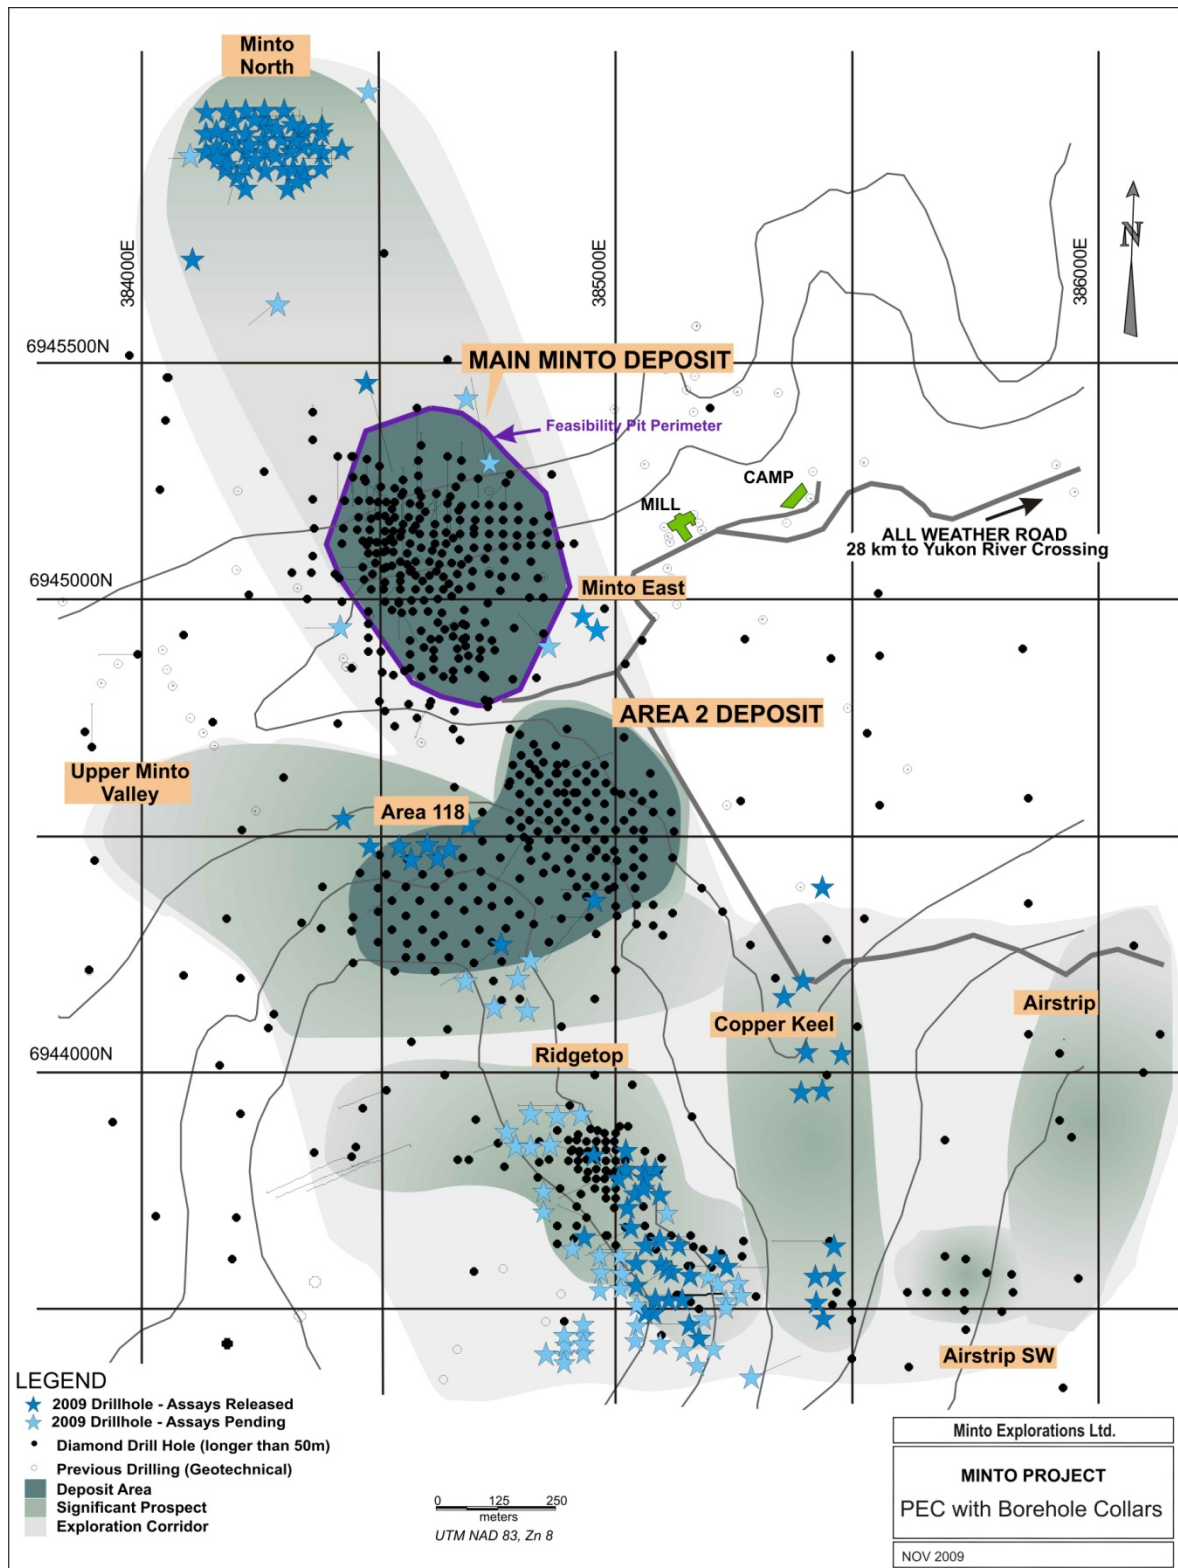 Minto
North
384000E
385000E
386000E
N
6945500N
MAIN MINTO DEPOSIT
Feasibility Pit Perimeter
CAMP
MILL
ALL WEATHER ROAD
28 km to Yukon River Crossing
6945000N
Minto East
AREA 2 DEPOSIT
Upper Minto
Valley
Area 118
Airstrip
Copper Keel
Ridgetop
6944000N
Airstrip SW
LEGEND
2009 Drillhole - Assays Released
2009 Drillhole - Assays Pending
Diamond Drill Hole (longer than 50m)
Previous Drilling (Geotechnical)
Deposit Area
Significant Prospect
Exploration Corridor
0 125 250
meters
UTM NAD 83, Zn 8
Minto Explorations Ltd.
MINTO PROJECT
PEC with Borehole Collars
NOV 2009